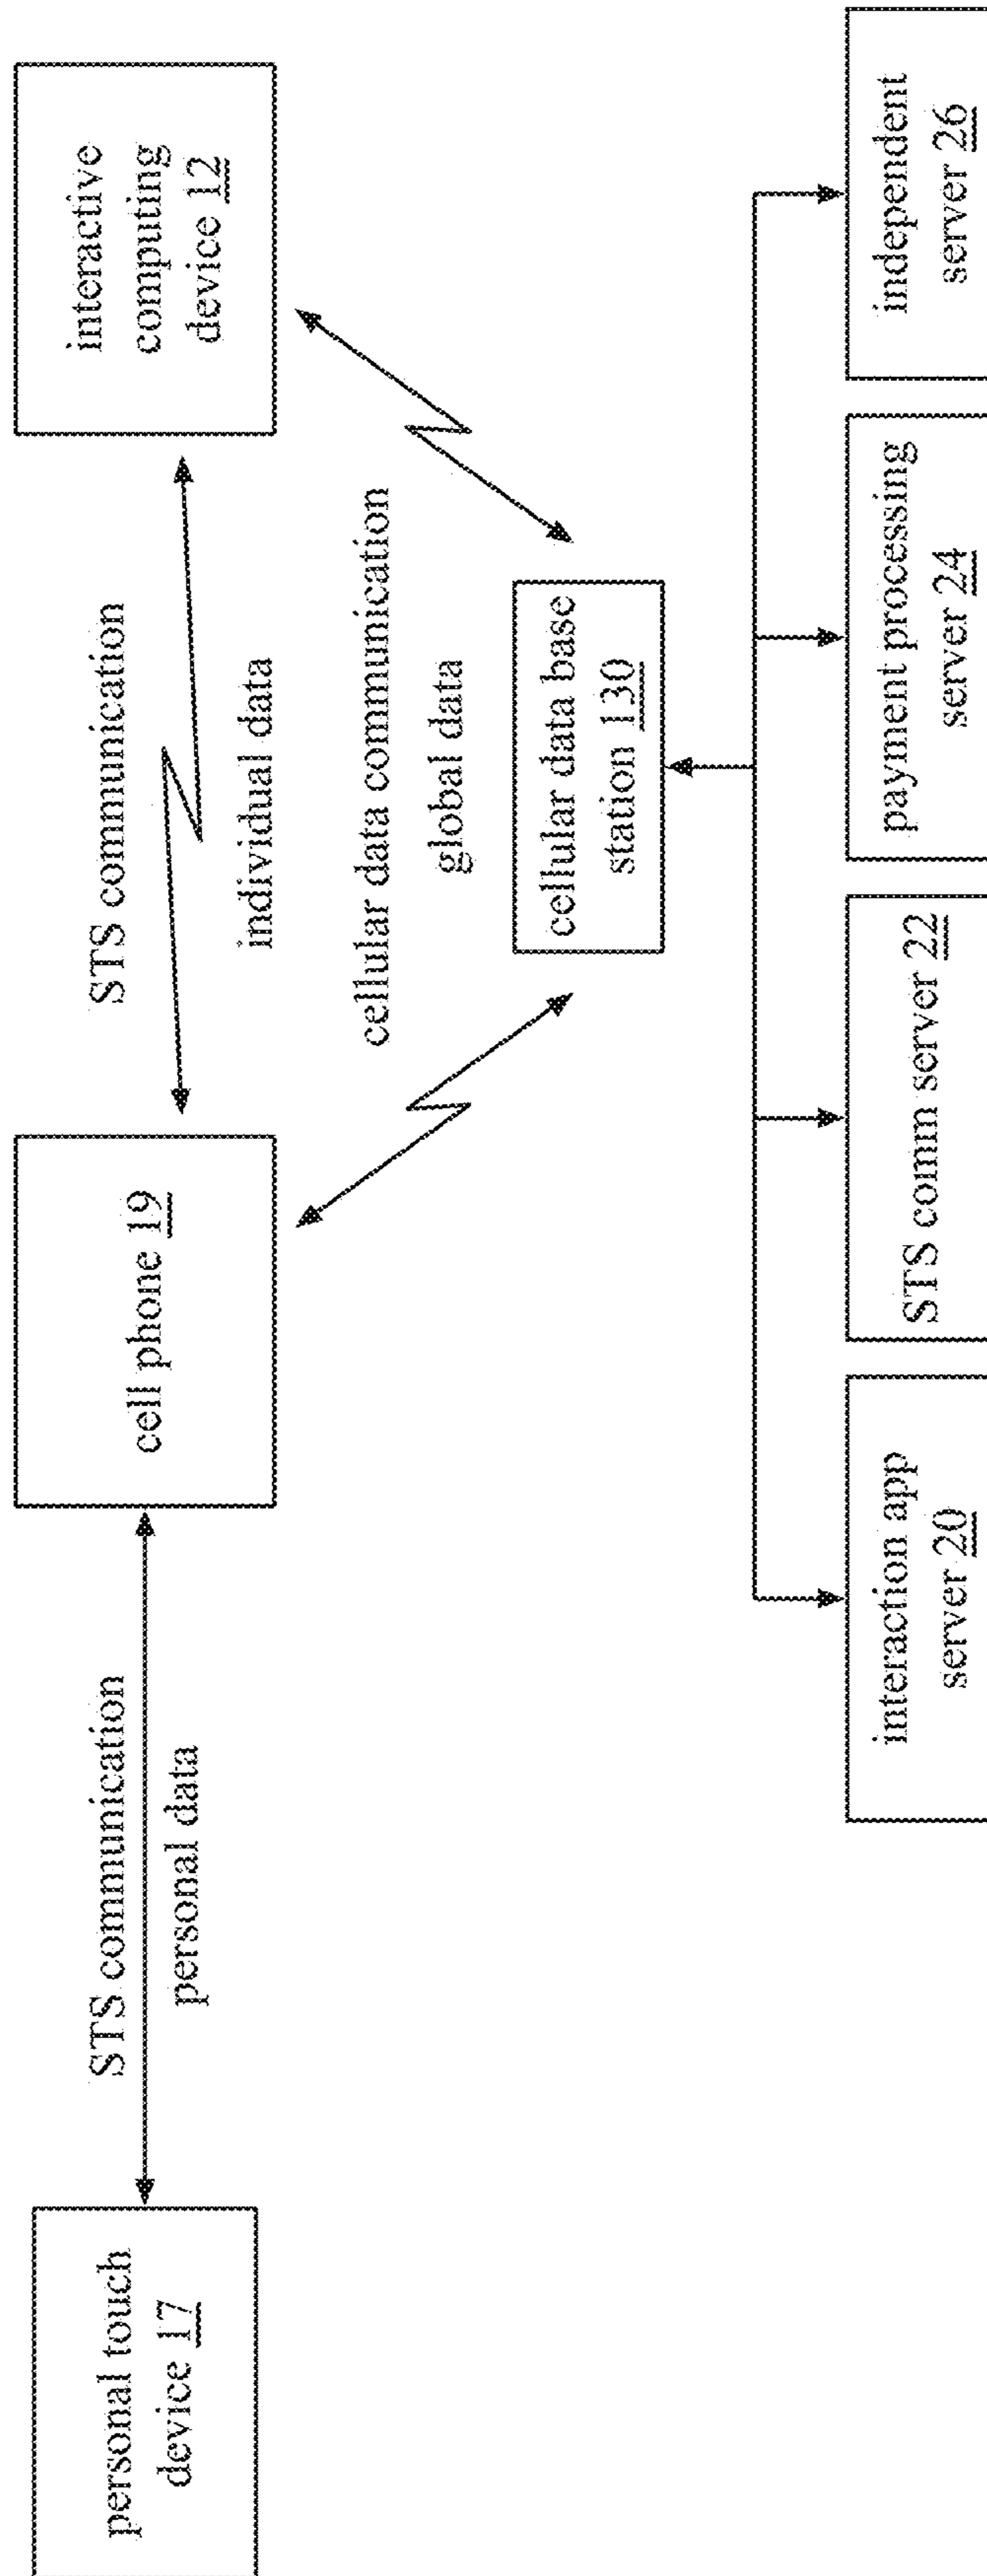 personal touch
device 17
STS communication
personal data
cell phone 19
STS communication
individual data
interactive
computing
device 12
cellular data communication
global data
cellular data base
station 130
interaction app
server 20
STS comm server 22
payment processing
server 24
independent
server 26